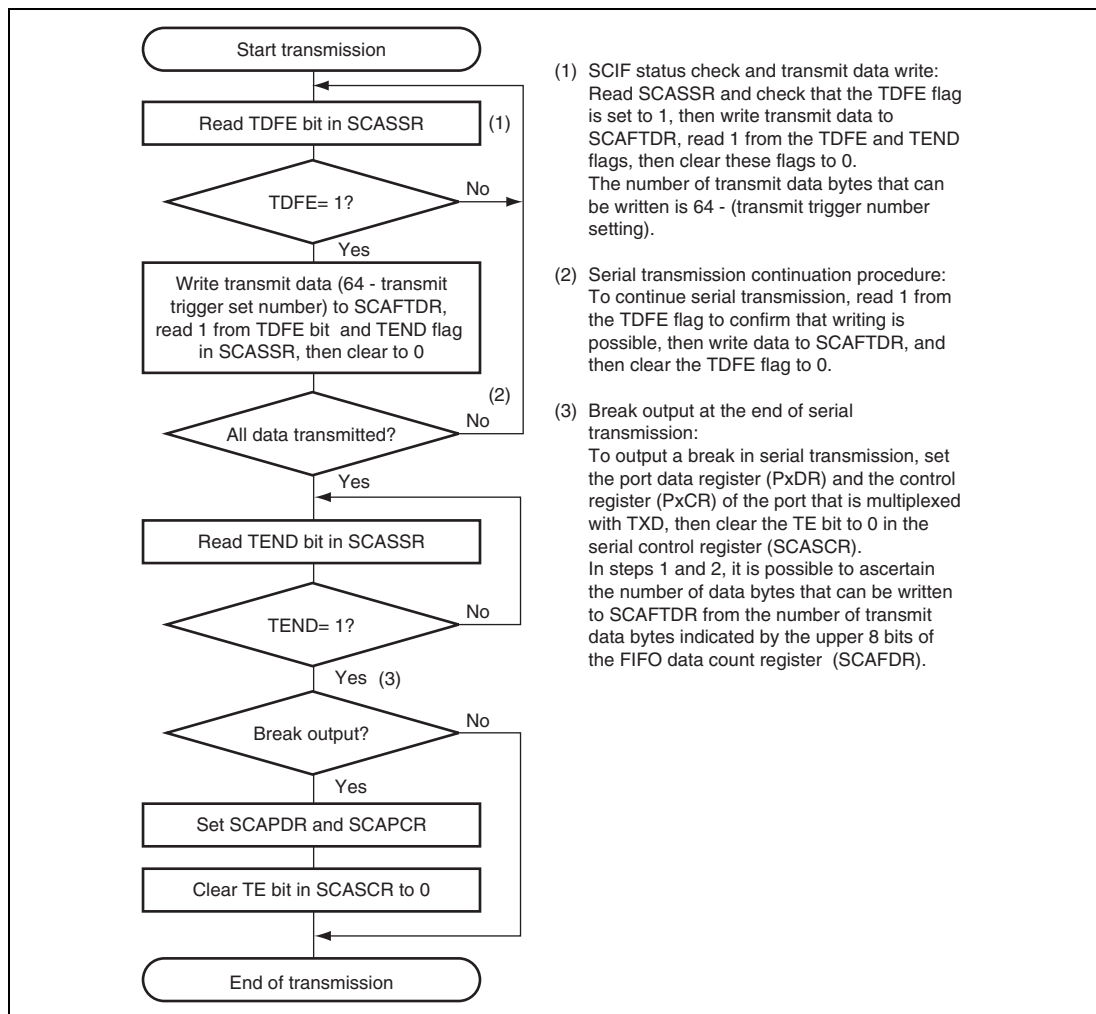 Start transmission
Read TDFE bit in SCASSR
(1)
TDFE= 1?
No
Yes
Write transmit data (64 - transmit
trigger set number) to SCAFTDR,
read 1 from TDFE bit  and TEND flag
in SCASSR, then clear to 0
(2)
All data transmitted?
No
Yes
Read TEND bit in SCASSR
TEND= 1?
No
Yes
(3)
Break output?
No
Yes
Set SCAPDR and SCAPCR
Clear TE bit in SCASCR to 0
End of transmission
(1) SCIF status check and transmit data write:
Read SCASSR and check that the TDFE flag
is set to 1, then write transmit data to
SCAFTDR, read 1 from the TDFE and TEND
flags, then clear these flags to 0.
The number of transmit data bytes that can
be written is 64 - (transmit trigger number
setting).
(2) Serial transmission continuation procedure:
To continue serial transmission, read 1 from
the TDFE flag to confirm that writing is
possible, then write data to SCAFTDR, and
then clear the TDFE flag to 0.
(3) Break output at the end of serial
transmission:
To output a break in serial transmission, set
the port data register (PxDR) and the control
register (PxCR) of the port that is multiplexed
with TXD, then clear the TE bit to 0 in the
serial control register (SCASCR).
In steps 1 and 2, it is possible to ascertain
the number of data bytes that can be written
to SCAFTDR from the number of transmit
data bytes indicated by the upper 8 bits of
the FIFO data count register  (SCAFDR).